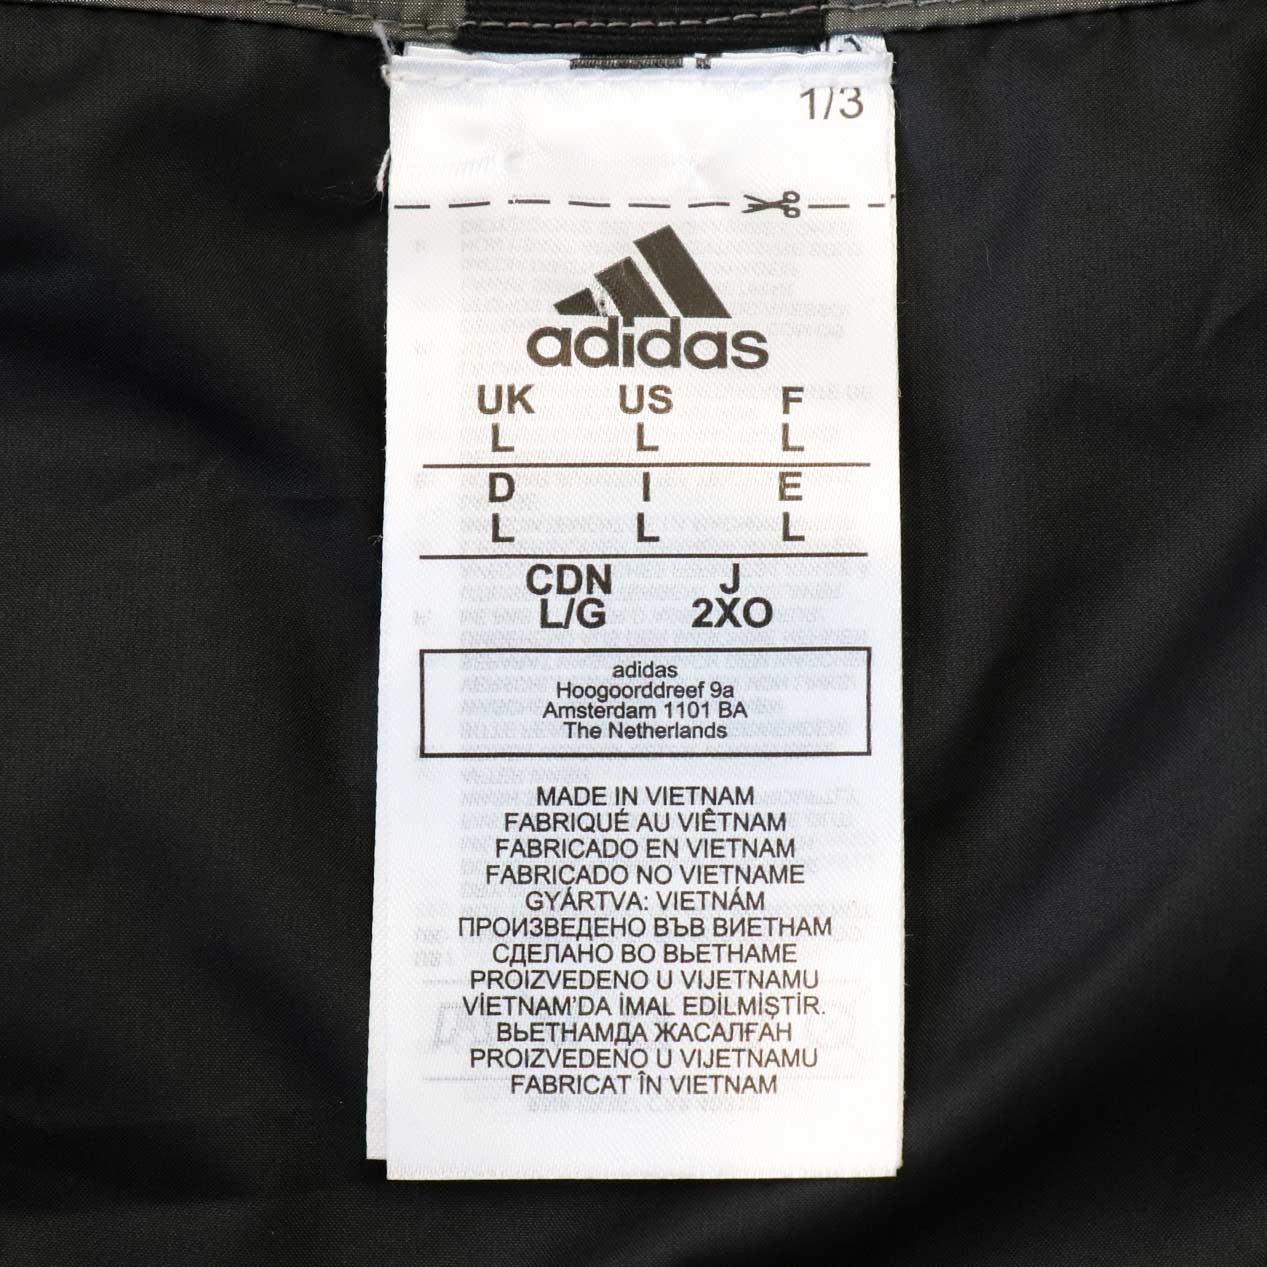 1/3
adidas
UK US F
L L L
D I E
L L L
CDN J
L/G 2XO
adidas
Hoogoorddreef 9a
Amsterdam 1101 BA
The Netherlands
MADE IN VIETNAM
FABRIQUÉ AU VIÊTNAM
FABRICADO EN VIETNAM
FABRICADO NO VIETNAME
GYÁRTVA: VIETNÁM
ПРОИЗВЕДЕНО ВЪВ ВИЕТНАМ
СДЕЛАНО ВО ВЬЕТНАМЕ
PROIZVEDENO U VIJETNAMU
VİETNAM'DA İMAL EDİLMİŞTİR.
ВЬЕТНАМДА ЖАСАЛҒАН
PROIZVEDENO U VIJETNAMU
FABRICAT ÎN VIETNAM